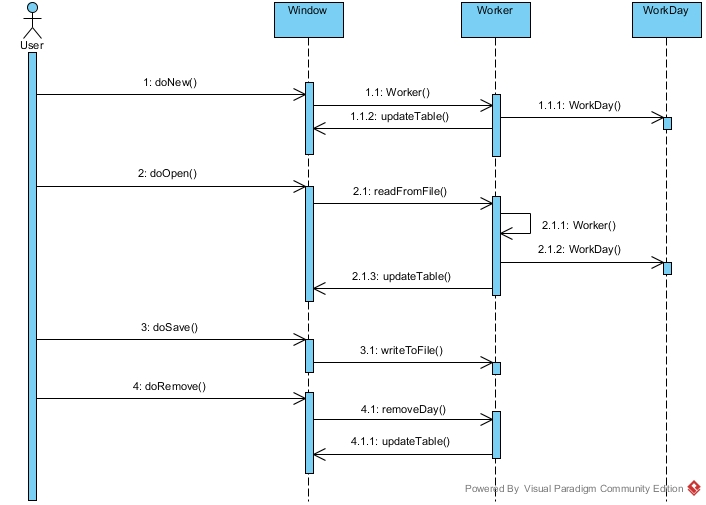 Window
Worker
WorkDay
User
1: doNew()
1.1: Worker()
1.1.1: WorkDay()
1.1.2: updateTable()
2: doOpen()
2.1: readFromFile()
2.1.1: Worker()
2.1.2: WorkDay()
2.1.3: updateTable()
3: doSave()
3.1: writeToFile()
4: doRemove()
4.1: removeDay()
4.1.1: updateTable()
Powered By Visual Paradigm Community Edition